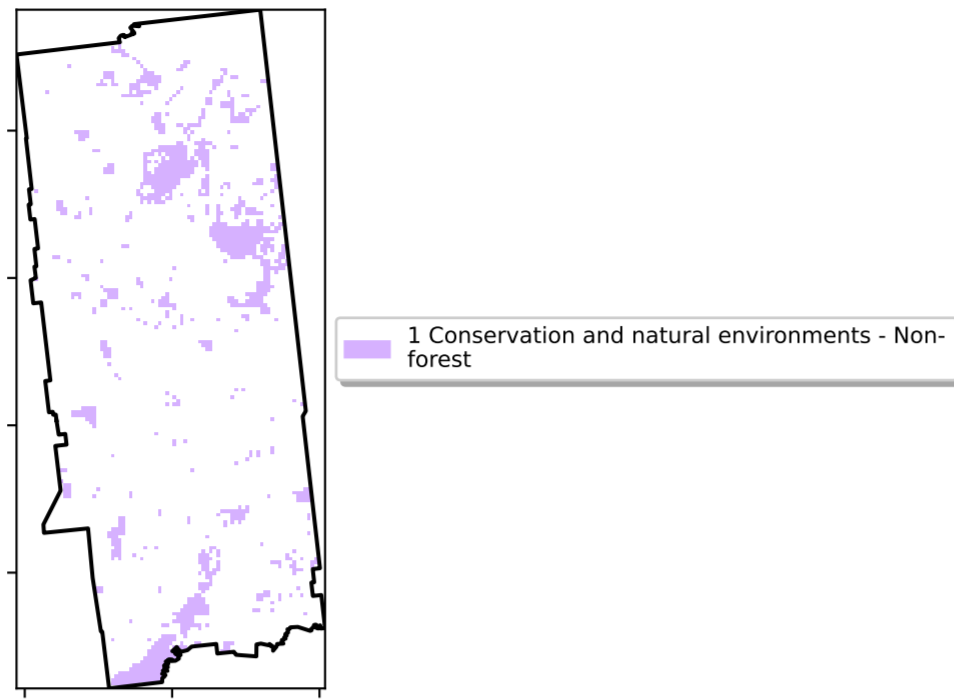 1 Conservation and natural environments - Non-
forest